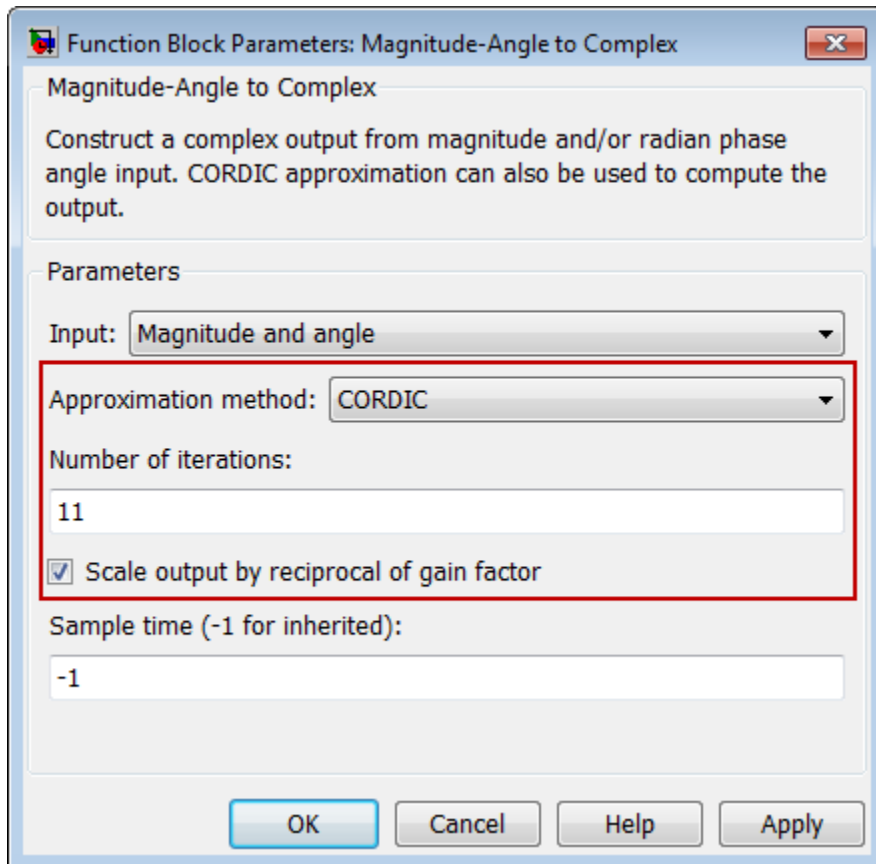 Function Block Parameters: Magnitude-Angle to Complex
Magnitude-Angle to Complex
Construct a complex output from magnitude and/or radian phase
angle input. CORDIC approximation can also be used to compute the
output.
Parameters
Input: Magnitude and angle
Approximation method: CORDIC
Number of iterations:
11
Scale output by reciprocal of gain factor
Sample time (-1 for inherited):
-1
OK Cancel Help Apply